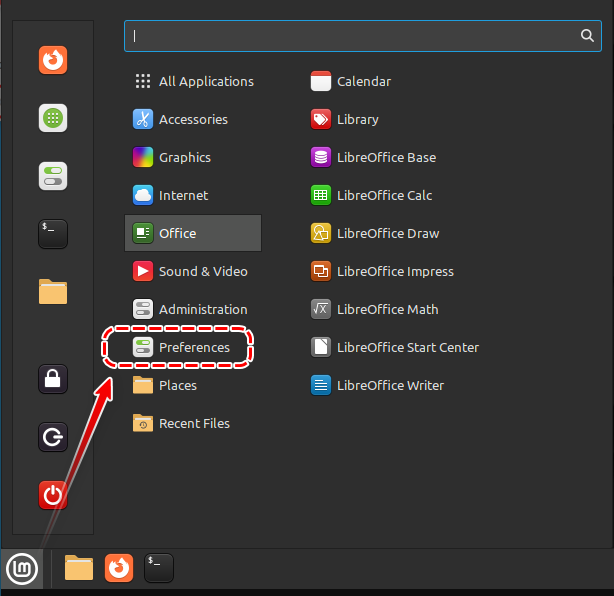 All Applications
Accessories
Graphics
Internet
Office
Sound & Video
Administration
Preferences
Places
Recent Files
Calendar
Library
LibreOffice Base
LibreOffice Calc
LibreOffice Draw
LibreOffice Impress
LibreOffice Math
LibreOffice Start Center
LibreOffice Writer